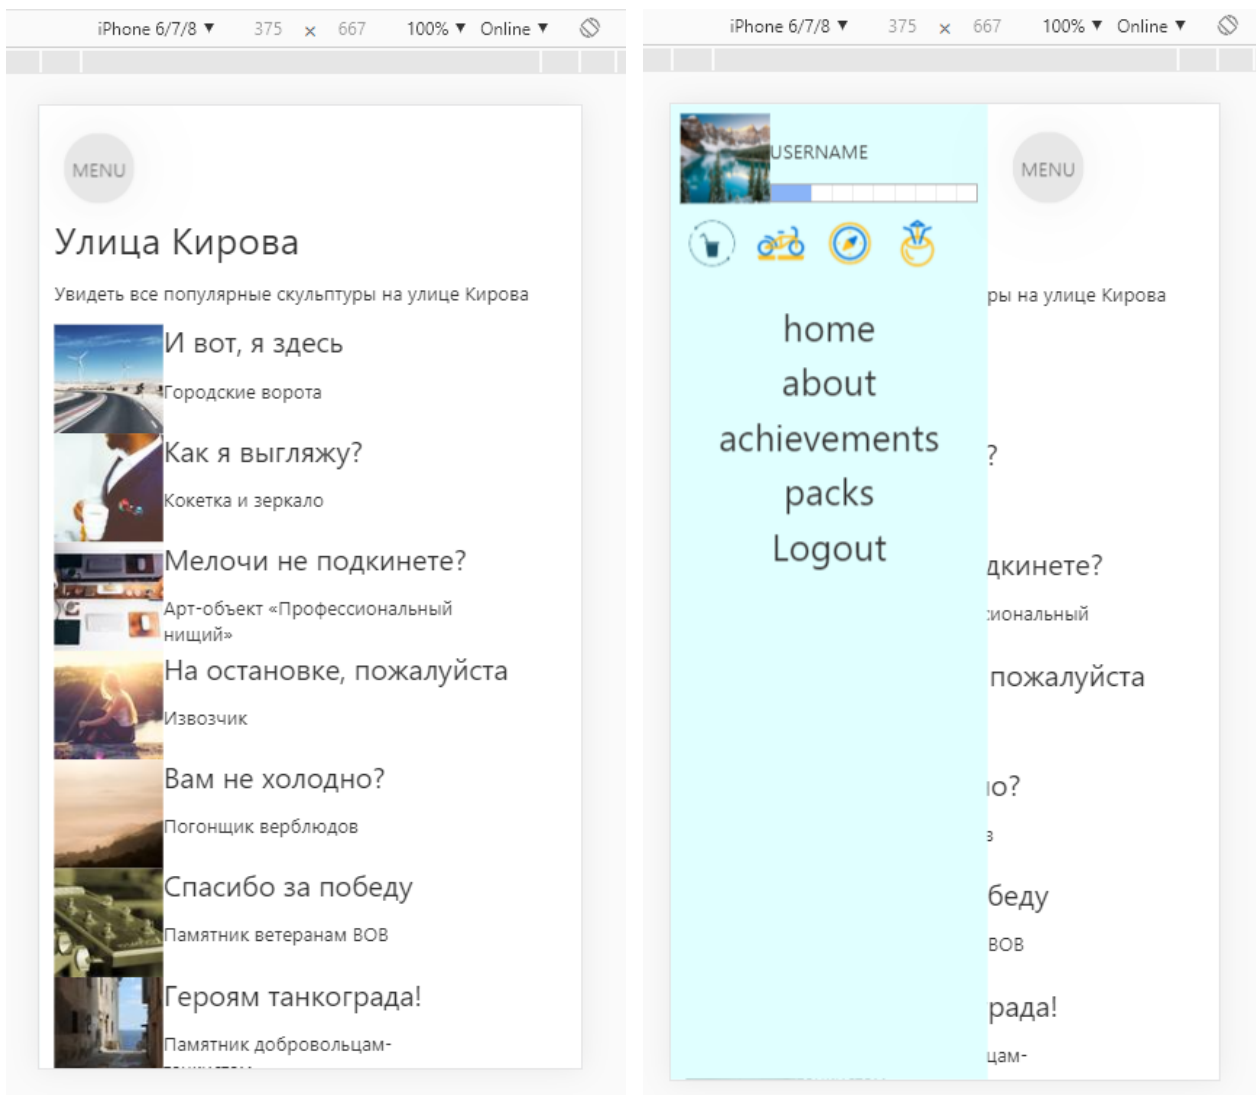 iPhone 6/7/8 ▼ 375 × 667 100% ▼ Online ▼
MENU
Улица Кирова
Увидеть все популярные скульптуры на улице Кирова
И вот, я здесь
Городские ворота
Как я выгляжу?
Кокетка и зеркало
Мелочи не подкинете?
Арт-объект «Профессиональный
нищий»
На остановке, пожалуйста
Извозчик
Вам не холодно?
Погонщик верблюдов
Спасибо за победу
Памятник ветеранам ВОВ
Героям танкограда!
Памятник добровольцам-
iPhone 6/7/8 ▼ 375 × 667 100% ▼ Online ▼
USERNAME
MENU
home
about
achievements
packs
Logout
ры на улице Кирова
?
дкинете?
сиональный
пожалуйста
но?
в
беду
ВОВ
рада!
цам-